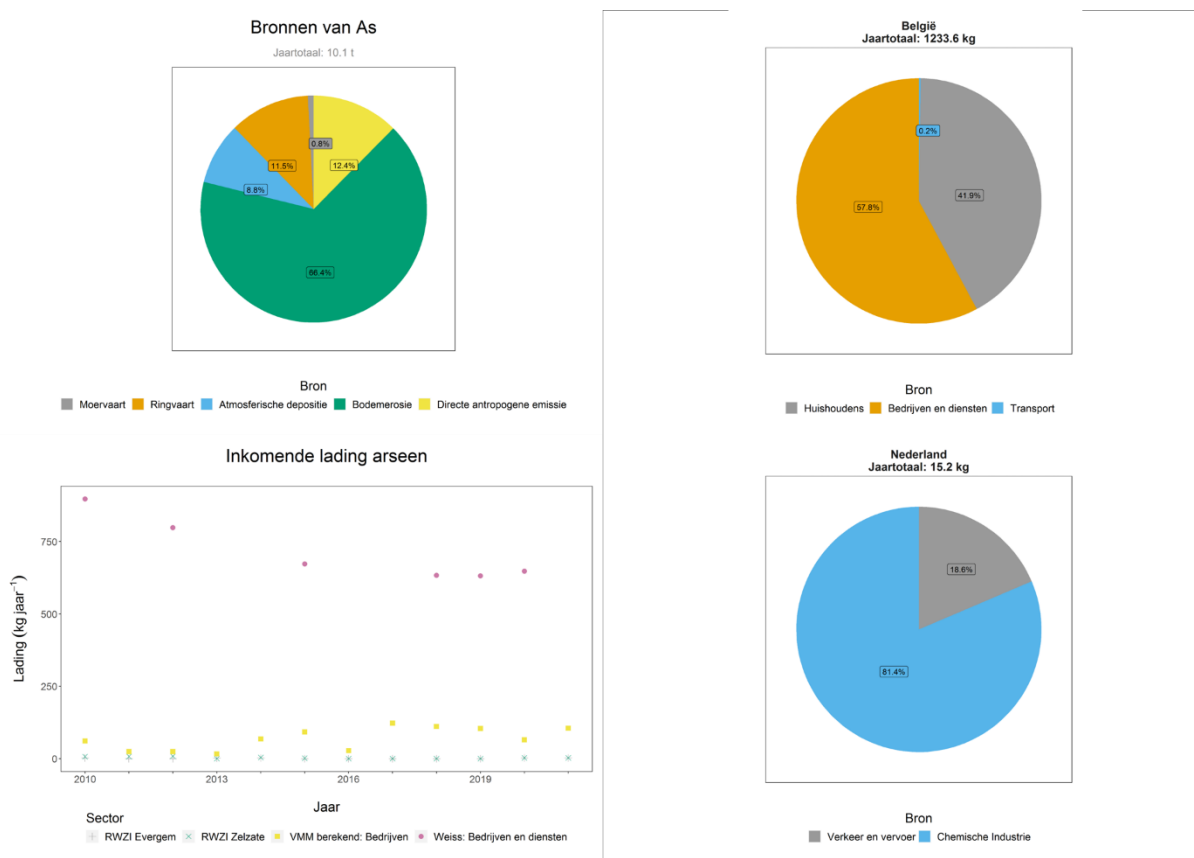 Bronnen van As
Jaartotaal: 10.1 t
0.8%
11.5%
12.4%
8.8%
66.4%
Bron
Moervaart Ringvaart Atmosferische depositie Bodemerosie Directe antropogene emissie
België
Jaartotaal: 1233.6 kg
0.2%
41.9%
57.8%
Bron
Huishoudens Bedrijven en diensten Transport
Inkomende lading arseen
Lading (kg jaar⁻¹)
750
500
250
0
2010 2013 2016 2019
Jaar
Sector
RWZI Evergem RWZI Zelzate VMM berekend: Bedrijven Weiss: Bedrijven en diensten
Nederland
Jaartotaal: 15.2 kg
18.6%
81.4%
Bron
Verkeer en vervoer Chemische Industrie